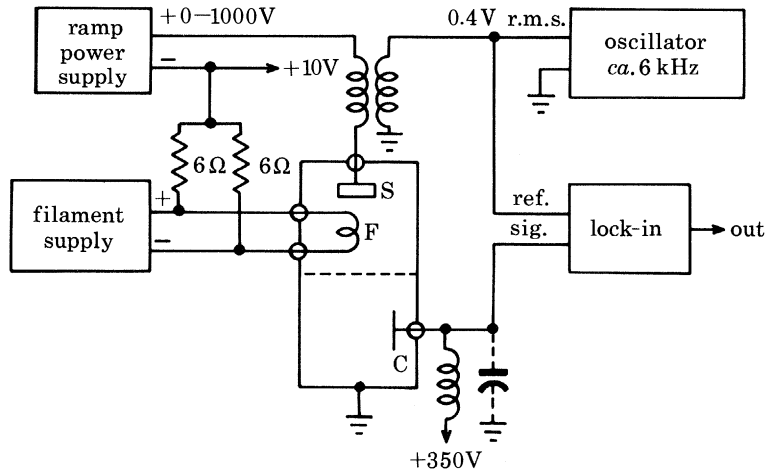 ramp
power
supply
+0–1000V
−
+10V
0.4V r.m.s.
oscillator
ca. 6 kHz
6Ω
6Ω
S
F
filament
supply
+
−
ref.
sig.
lock-in
out
C
+350V